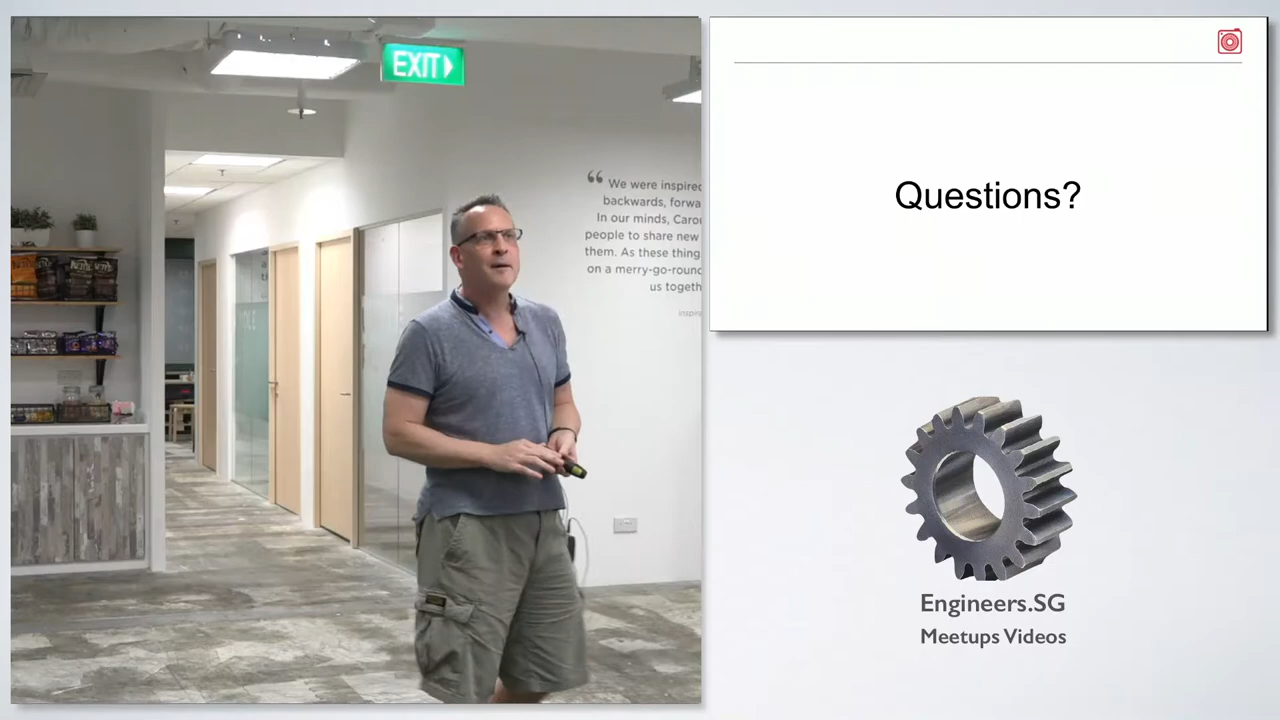 EXIT
“ We were inspired
backwards, forwa
In our minds, Carou
people to share new
them. As these thing
on a merry-go-round
us togeth
inspir
Questions?
Engineers.SG
Meetups Videos